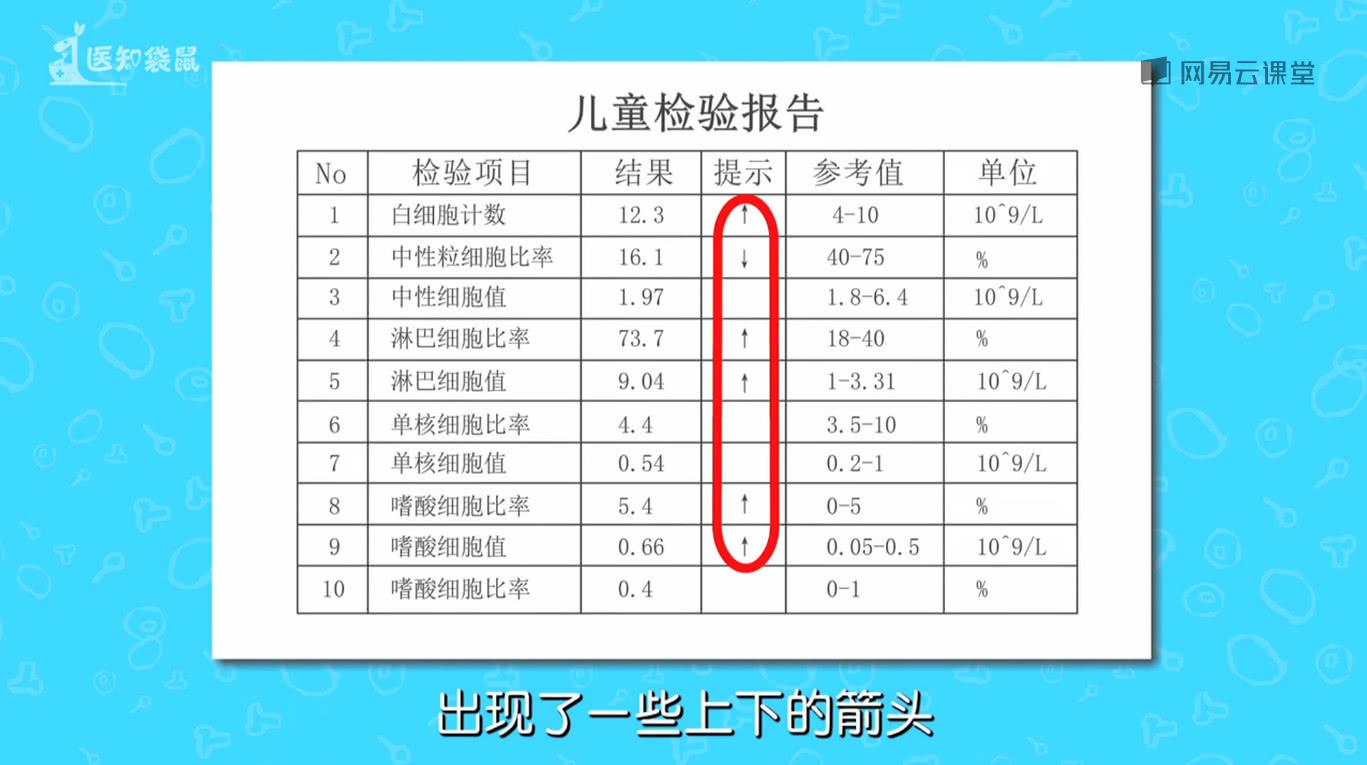 医知袋鼠
网易云课堂
儿童检验报告
No 检验项目 结果 提示 参考值 单位
1 白细胞计数 12.3 ↑ 4-10 10^9/L
2 中性粒细胞比率 16.1 ↓ 40-75 %
3 中性细胞值 1.97 1.8-6.4 10^9/L
4 淋巴细胞比率 73.7 ↑ 18-40 %
5 淋巴细胞值 9.04 ↑ 1-3.31 10^9/L
6 单核细胞比率 4.4 3.5-10 %
7 单核细胞值 0.54 0.2-1 10^9/L
8 嗜酸细胞比率 5.4 ↑ 0-5 %
9 嗜酸细胞值 0.66 ↑ 0.05-0.5 10^9/L
10 嗜酸细胞比率 0.4 0-1 %
出现了一些上下的箭头